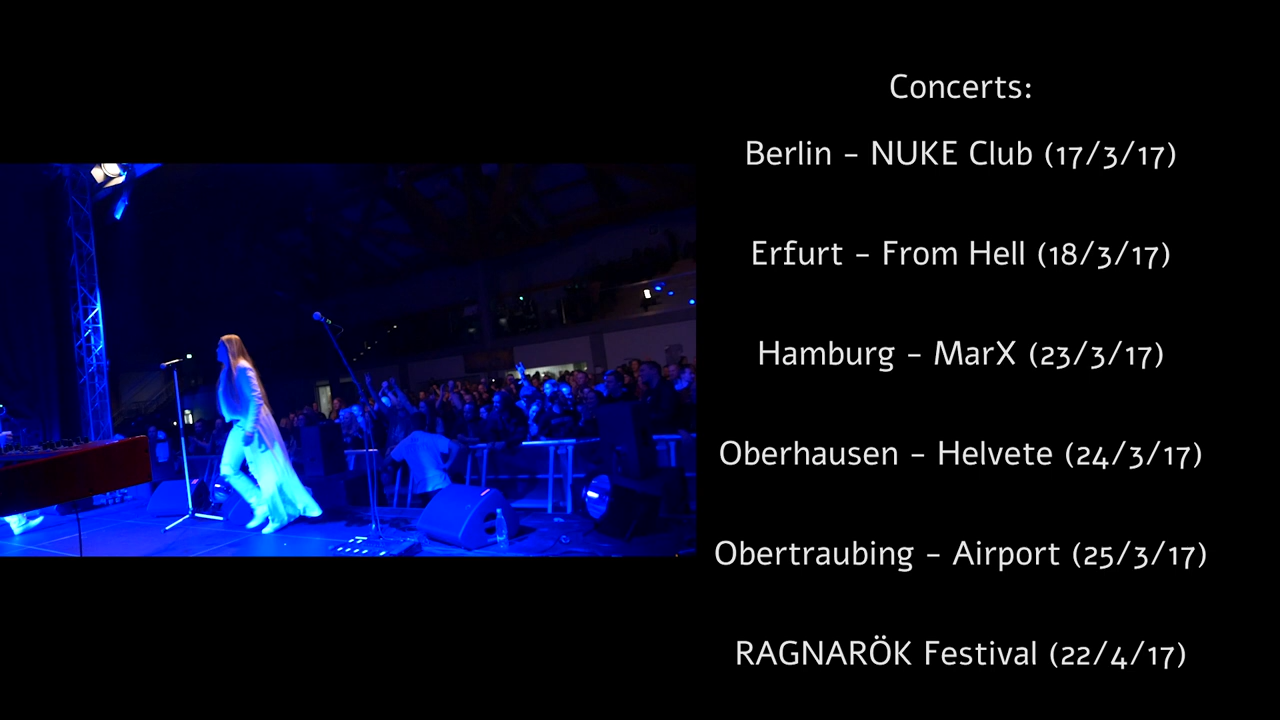 Concerts:
Berlin – NUKE Club (17/3/17)
Erfurt – From Hell (18/3/17)
Hamburg – MarX (23/3/17)
Oberhausen – Helvete (24/3/17)
Obertraubing – Airport (25/3/17)
RAGNARÖK Festival (22/4/17)